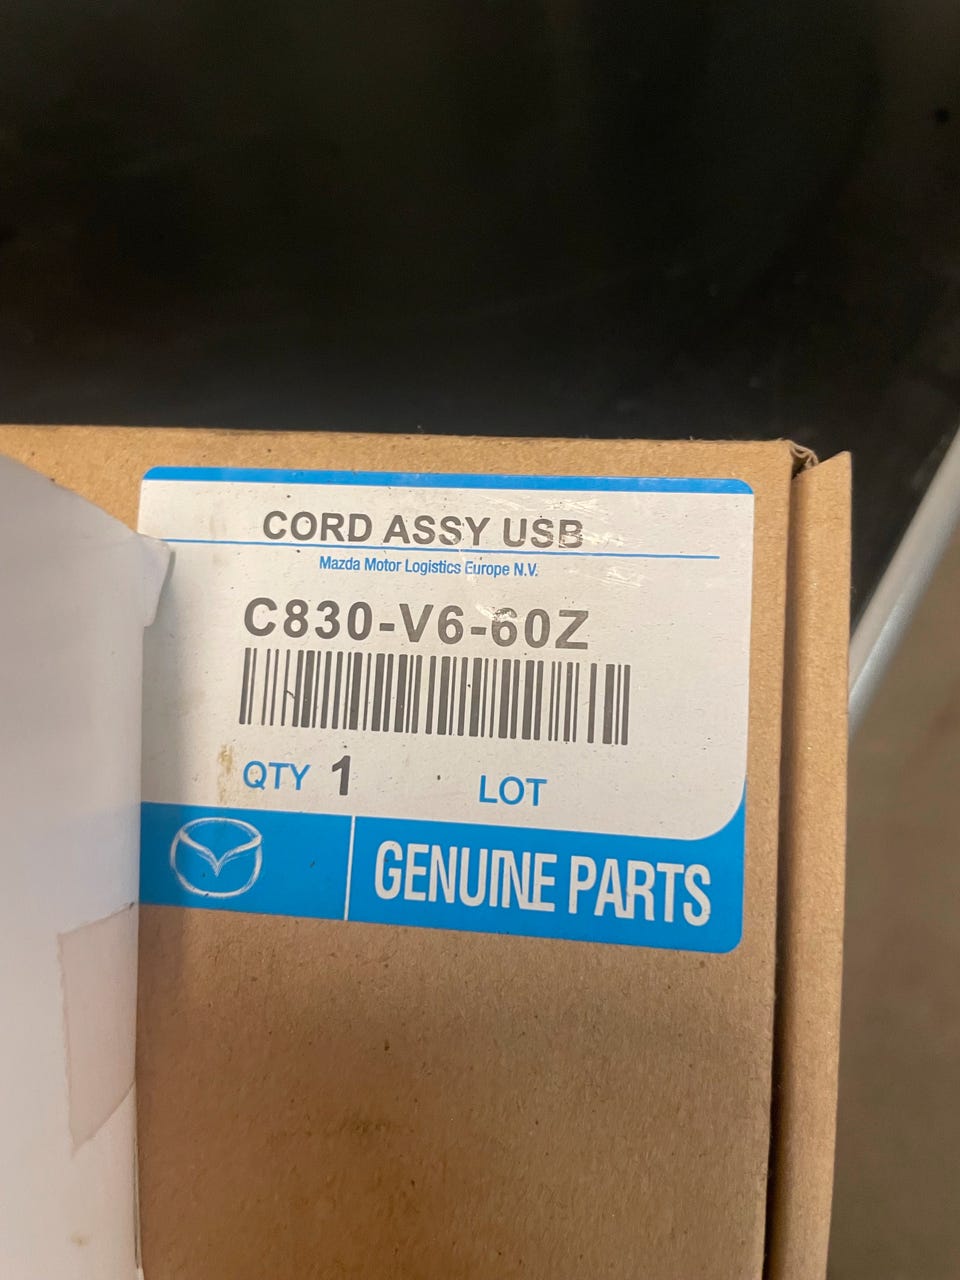 CORD ASSY USB
Mazda Motor Logistics Europe N.V.
C830-V6-60Z
QTY 1 LOT
GENUINE PARTS